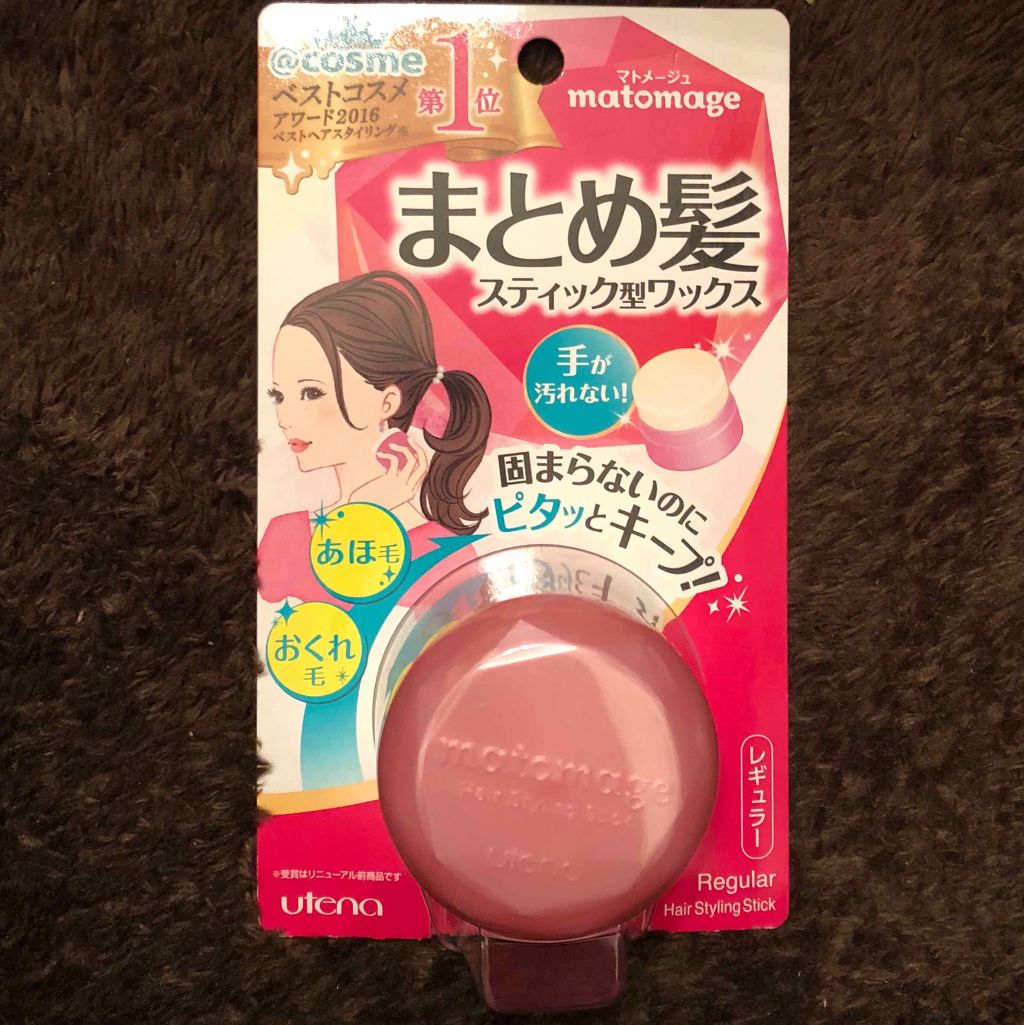 @cosme
ベストコスメ
アワード2016
ベストヘアスタイリング※
第1位
マトメージュ
matomage
まとめ髪
スティック型ワックス
手が
汚れない!
固まらないのに
ピタッとキープ!
あほ毛
おくれ
毛
matomage
Hair Styling Stick
utena
レギュラー
※受賞はリニューアル前商品です
utena
Regular
Hair Styling Stick